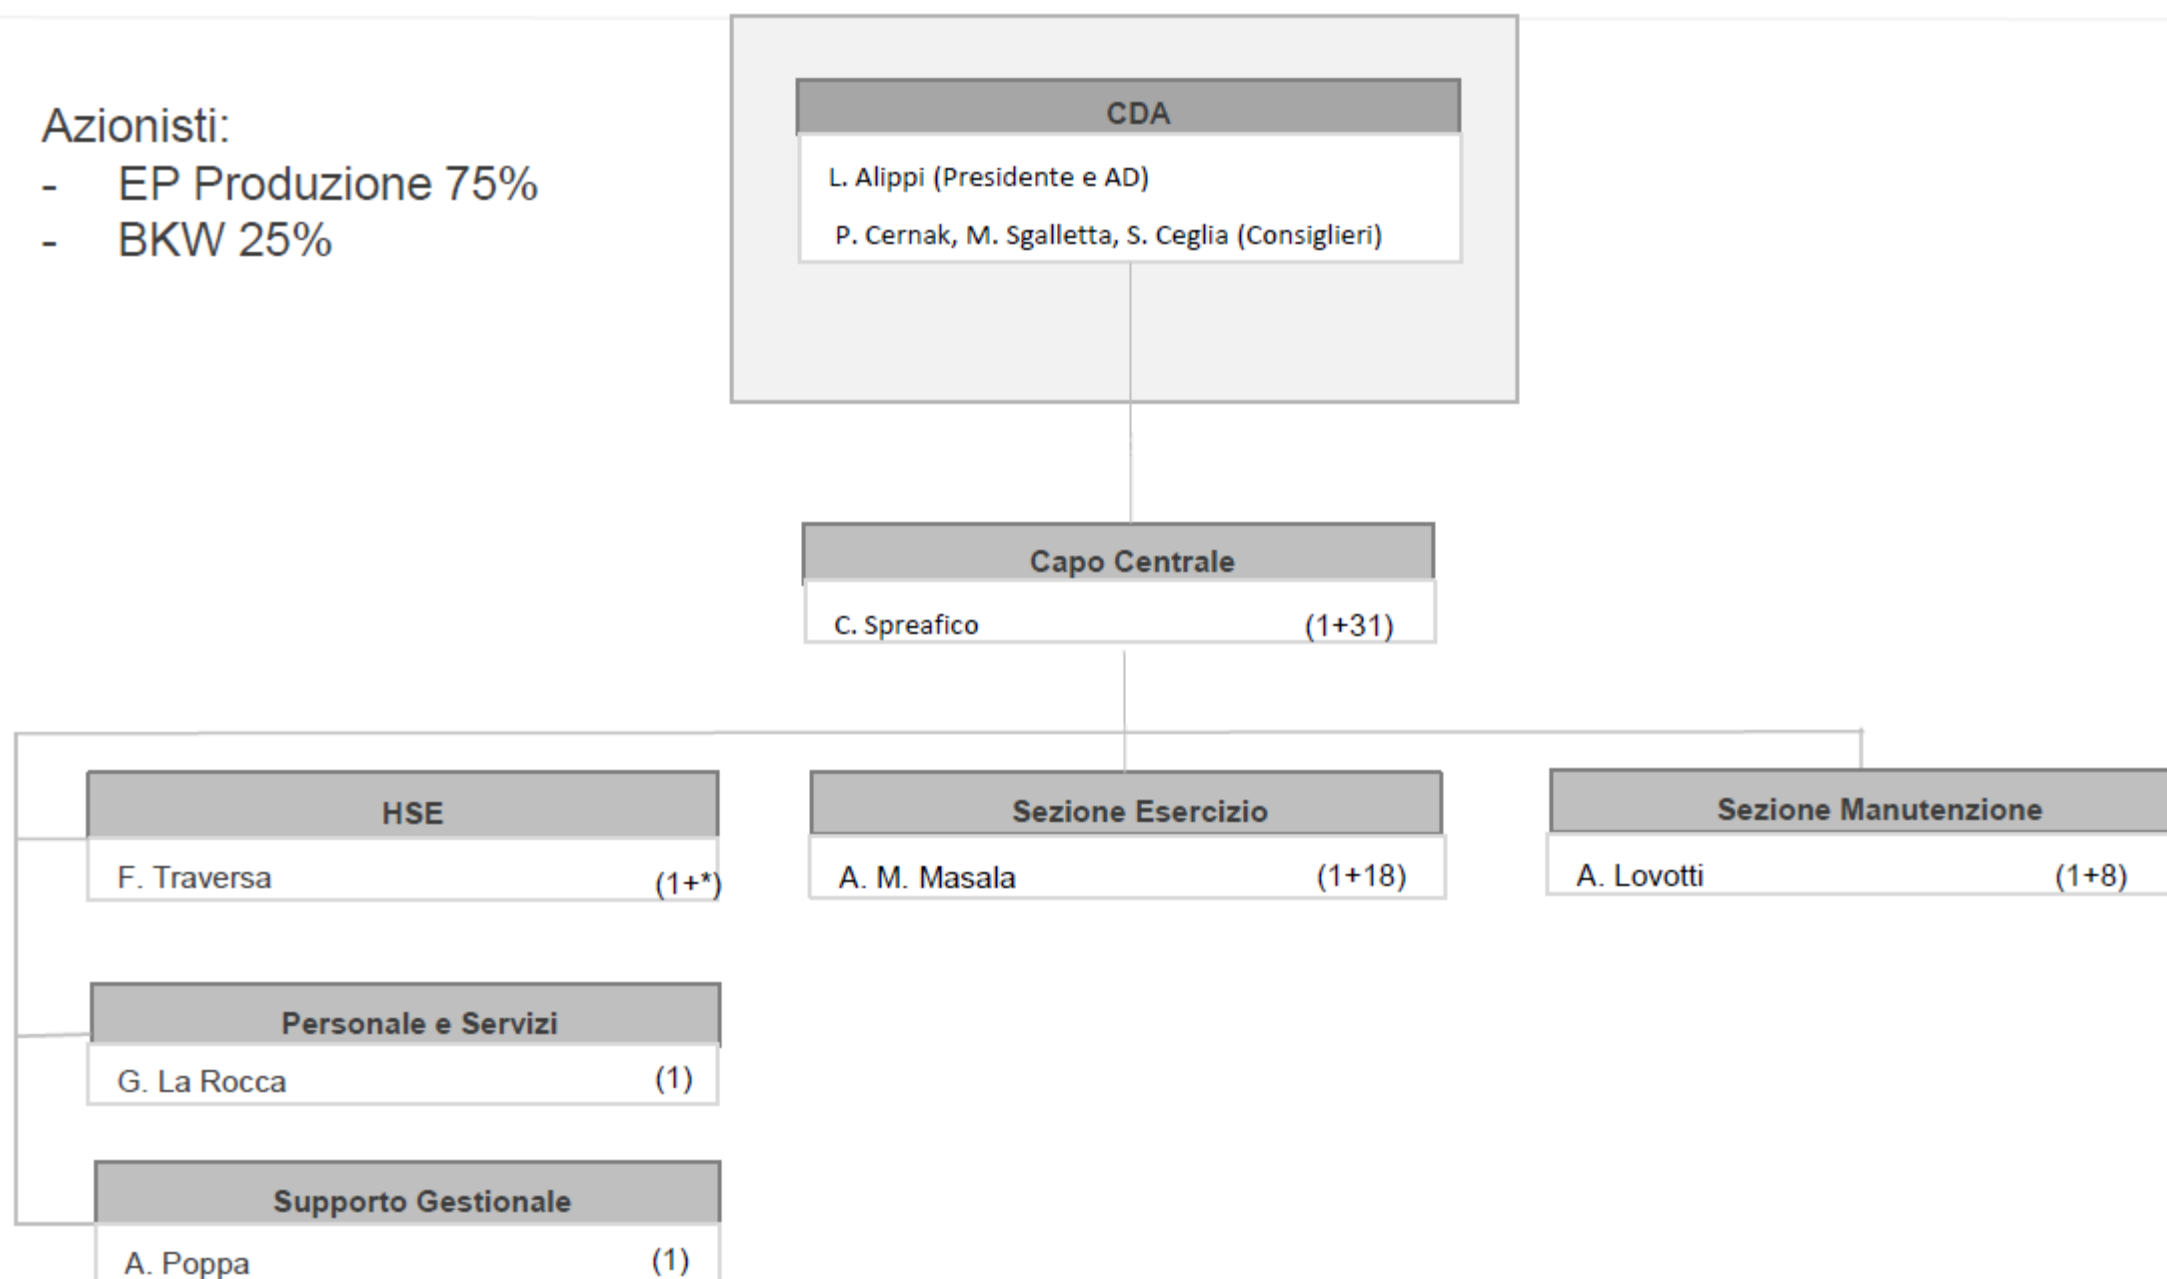 Azionisti:
- EP Produzione 75%
- BKW 25%
CDA
L. Alippi (Presidente e AD)
P. Cernak, M. Sgalletta, S. Ceglia (Consiglieri)
Capo Centrale
C. Spreafico (1+31)
HSE
F. Traversa (1+*)
Sezione Esercizio
A. M. Masala (1+18)
Sezione Manutenzione
A. Lovotti (1+8)
Personale e Servizi
G. La Rocca (1)
Supporto Gestionale
A. Poppa (1)